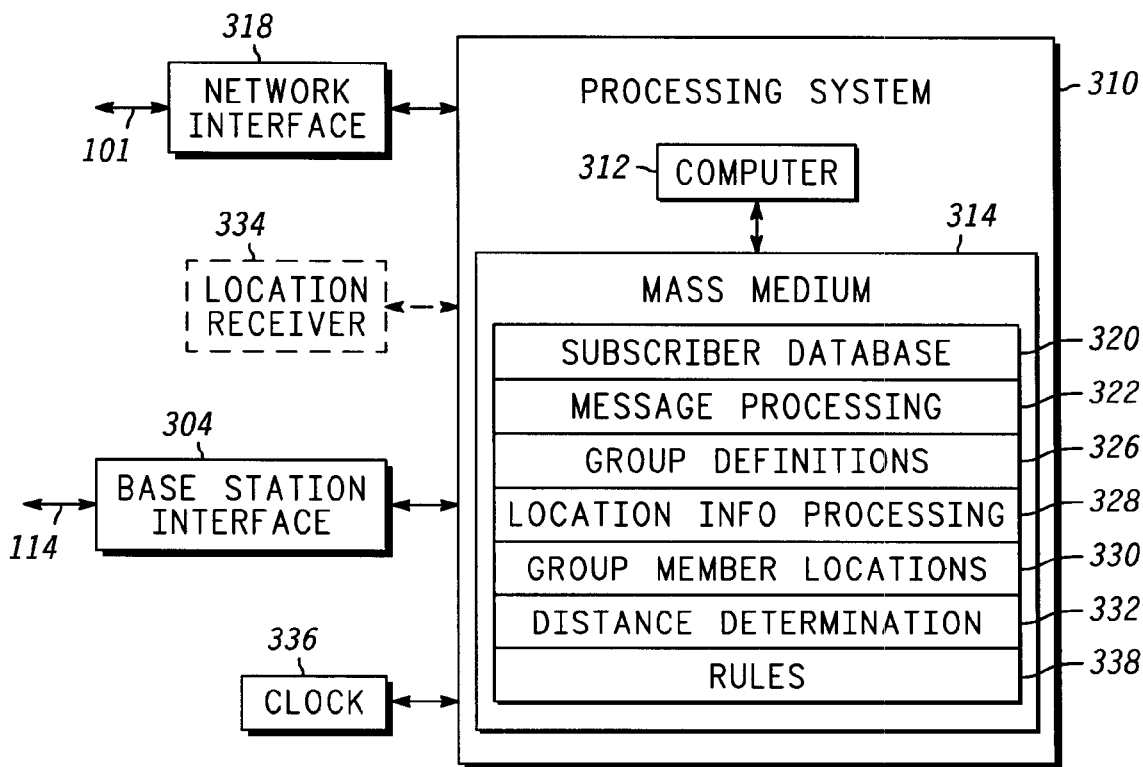 318
NETWORK
INTERFACE
101
PROCESSING SYSTEM
310
312
COMPUTER
334
LOCATION
RECEIVER
314
MASS MEDIUM
SUBSCRIBER DATABASE
320
MESSAGE PROCESSING
322
GROUP DEFINITIONS
326
LOCATION INFO PROCESSING
328
GROUP MEMBER LOCATIONS
330
DISTANCE DETERMINATION
332
RULES
338
304
BASE STATION
INTERFACE
114
336
CLOCK